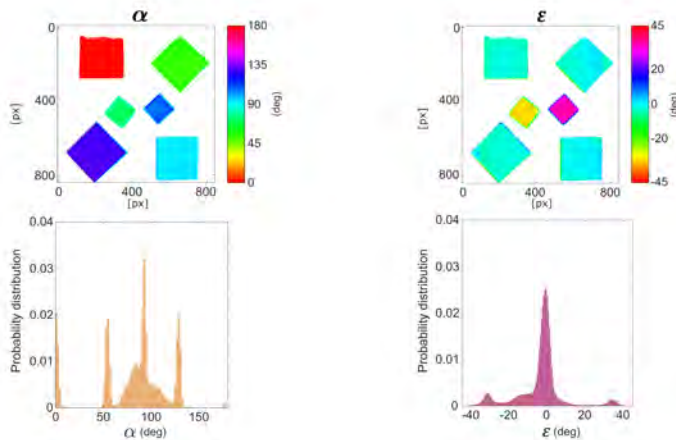 α
ε
0
400
800
[px]
0 400 800
[px]
180
135
90
45
0
(deg)
0
400
800
[px]
0 400 800
[px]
45
20
0
-20
-45
(deg)
0.04
0.03
0.02
0.01
0
Probability distribution
0 50 100 150
α (deg)
0.04
0.03
0.02
0.01
0
Probability distribution
-40 -20 0 20 40
ε (deg)